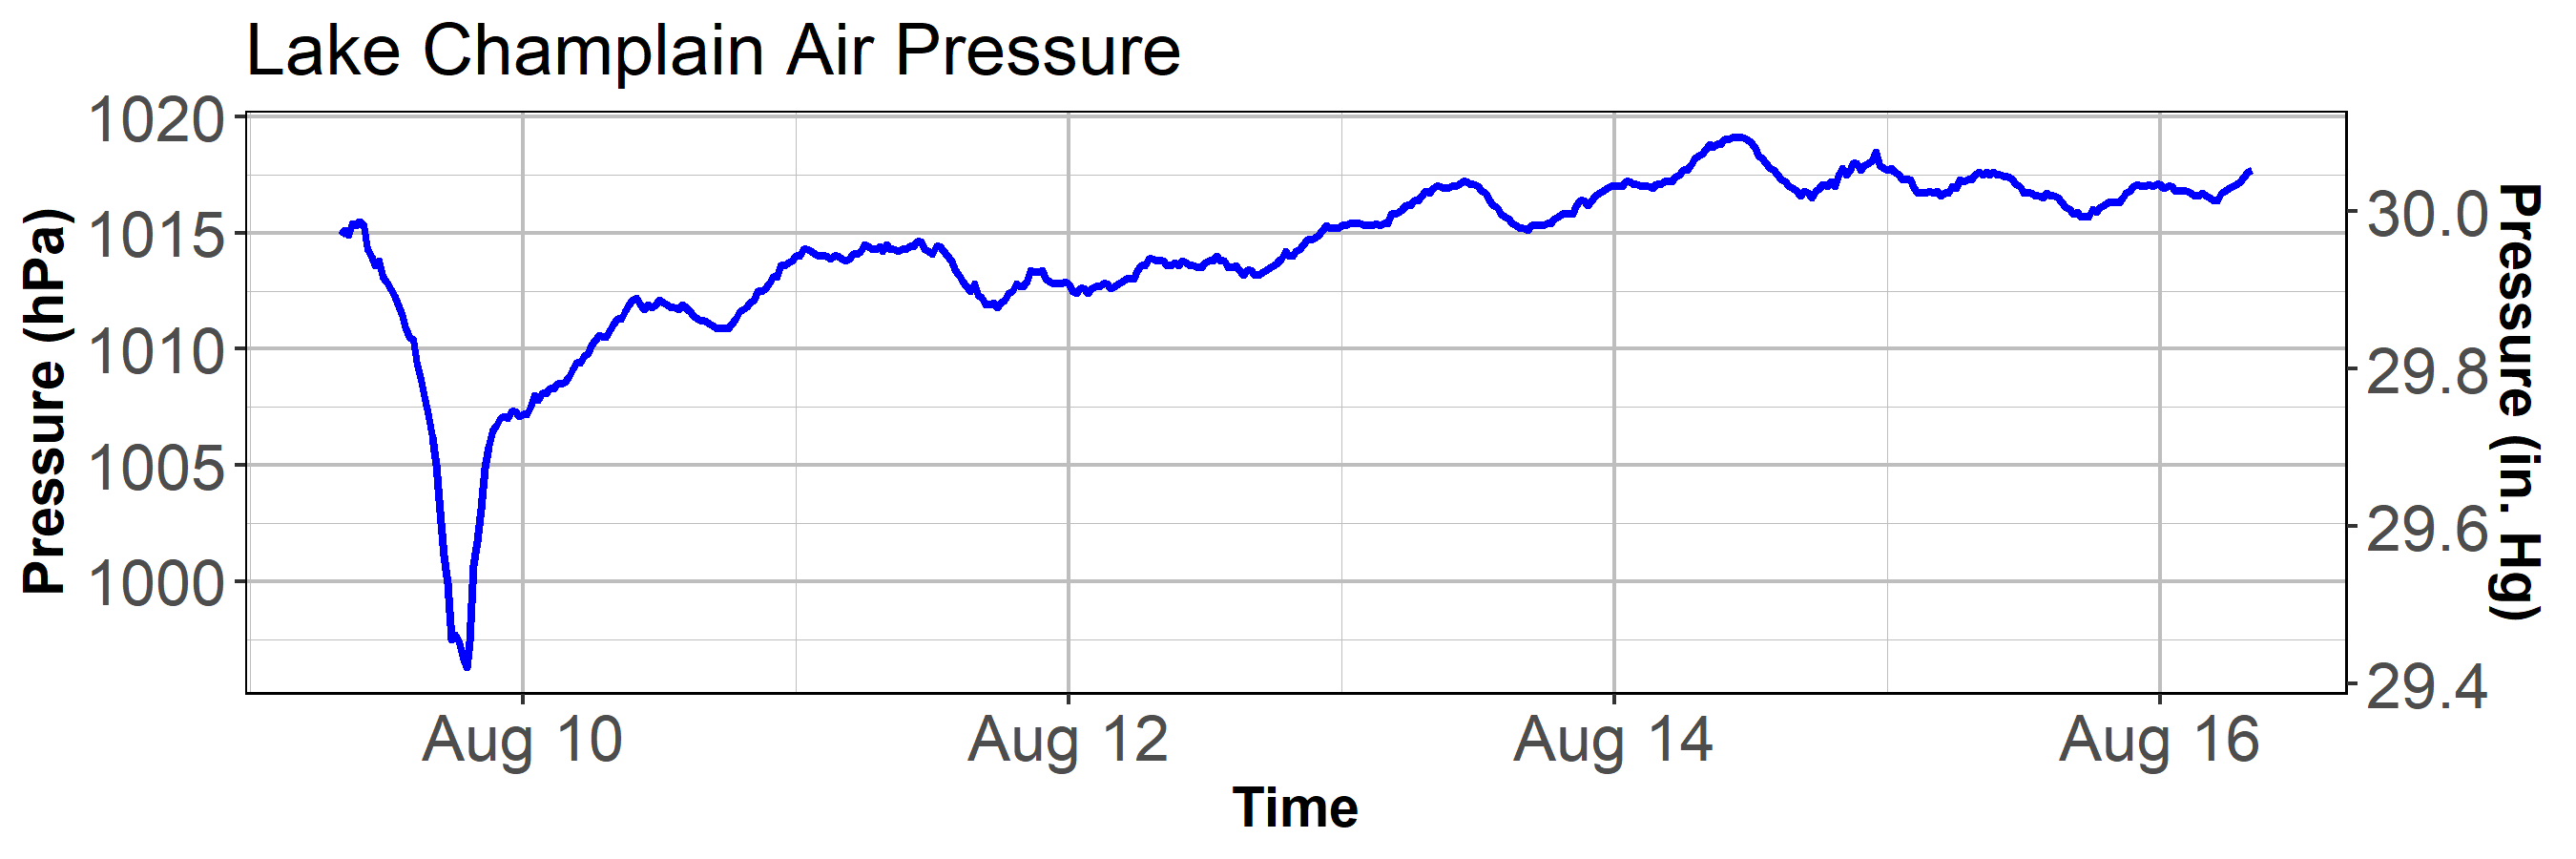 Lake Champlain Air Pressure
Pressure (hPa)
1020
1015
1010
1005
1000
30.0
29.8
29.6
29.4
Pressure (in. Hg)
Aug 10
Aug 12
Aug 14
Aug 16
Time